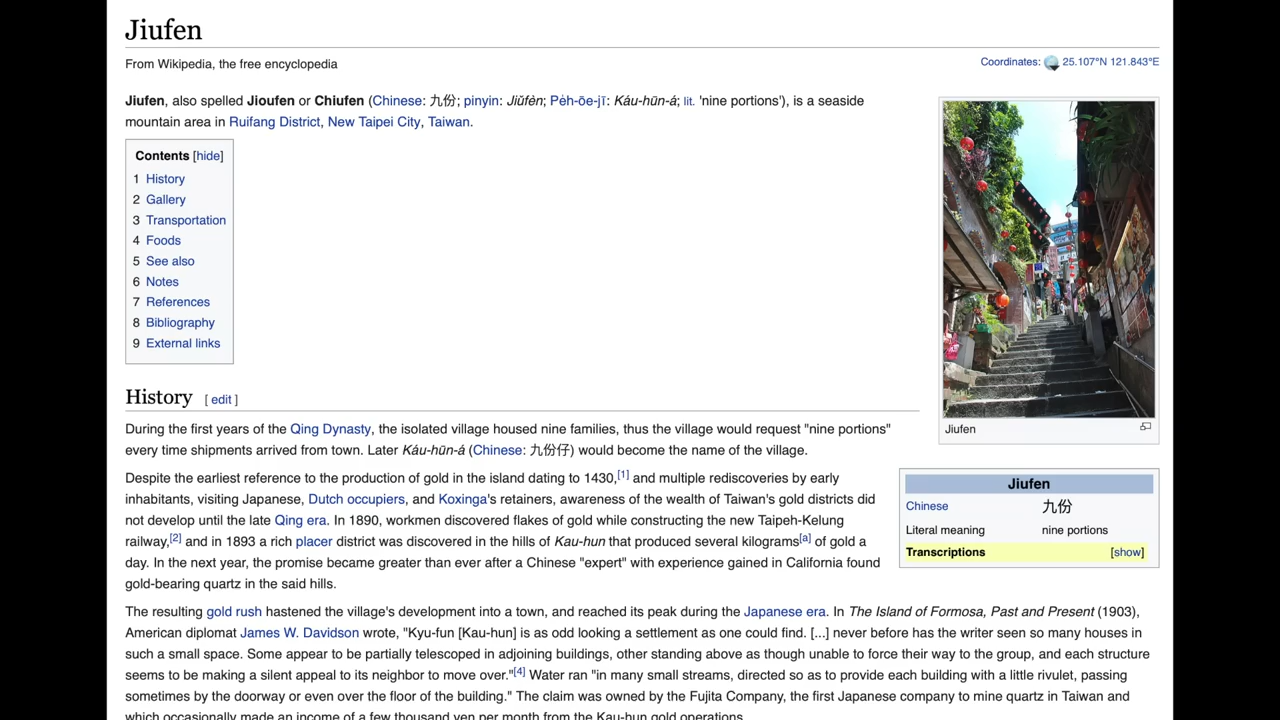 Jiufen
From Wikipedia, the free encyclopedia
Coordinates: 25.107°N 121.843°E
Jiufen, also spelled Jioufen or Chiufen (Chinese: 九份; pinyin: Jiǔfèn; Pe̍h-ōe-jī: Káu-hūn-á; lit. 'nine portions'), is a seaside
mountain area in Ruifang District, New Taipei City, Taiwan.
Contents [hide]
1 History
2 Gallery
3 Transportation
4 Foods
5 See also
6 Notes
7 References
8 Bibliography
9 External links
Jiufen
History [ edit ]
During the first years of the Qing Dynasty, the isolated village housed nine families, thus the village would request "nine portions"
every time shipments arrived from town. Later Káu-hūn-á (Chinese: 九份仔) would become the name of the village.
Despite the earliest reference to the production of gold in the island dating to 1430,[1] and multiple rediscoveries by early
inhabitants, visiting Japanese, Dutch occupiers, and Koxinga's retainers, awareness of the wealth of Taiwan's gold districts did
not develop until the late Qing era. In 1890, workmen discovered flakes of gold while constructing the new Taipeh-Kelung
railway,[2] and in 1893 a rich placer district was discovered in the hills of Kau-hun that produced several kilograms[a] of gold a
day. In the next year, the promise became greater than ever after a Chinese "expert" with experience gained in California found
gold-bearing quartz in the said hills.
Jiufen
Chinese 九份
Literal meaning nine portions
Transcriptions [show]
The resulting gold rush hastened the village's development into a town, and reached its peak during the Japanese era. In The Island of Formosa, Past and Present (1903),
American diplomat James W. Davidson wrote, "Kyu-fun [Kau-hun] is as odd looking a settlement as one could find. [...] never before has the writer seen so many houses in
such a small space. Some appear to be partially telescoped in adjoining buildings, other standing above as though unable to force their way to the group, and each structure
seems to be making a silent appeal to its neighbor to move over."[4] Water ran "in many small streams, directed so as to provide each building with a little rivulet, passing
sometimes by the doorway or even over the floor of the building." The claim was owned by the Fujita Company, the first Japanese company to mine quartz in Taiwan and
which occasionally made an income of a few thousand yen per month from the Kau-hun gold operations.